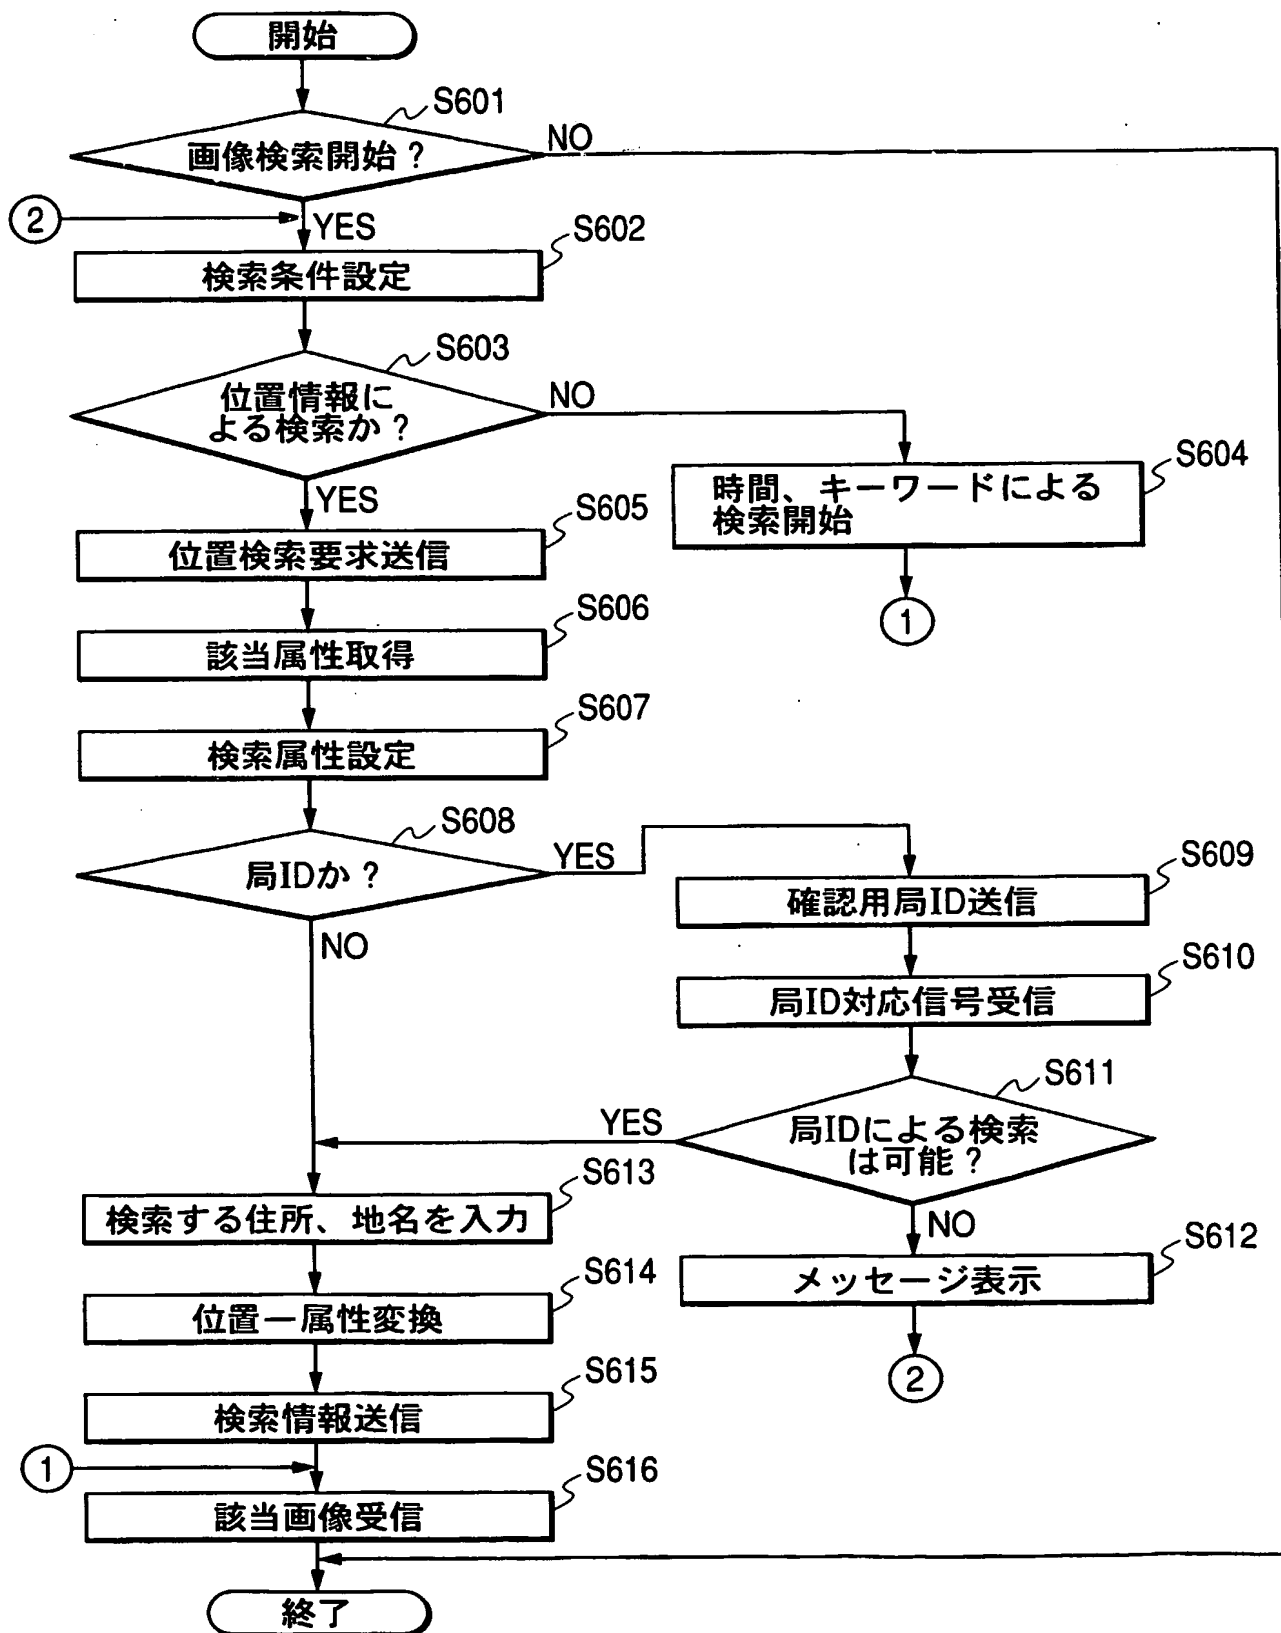 開始
S601
画像検索開始?
NO
②
YES
S602
検索条件設定
S603
位置情報に
よる検索か?
NO
S604
時間、キーワードによる
検索開始
①
YES
S605
位置検索要求送信
S606
該当属性取得
S607
検索属性設定
S608
局IDか?
YES
S609
確認用局ID送信
NO
S610
局ID対応信号受信
S611
局IDによる検索
は可能?
YES
NO
S612
メッセージ表示
②
S613
検索する住所、地名を入力
S614
位置ー属性変換
S615
検索情報送信
①
S616
該当画像受信
終了